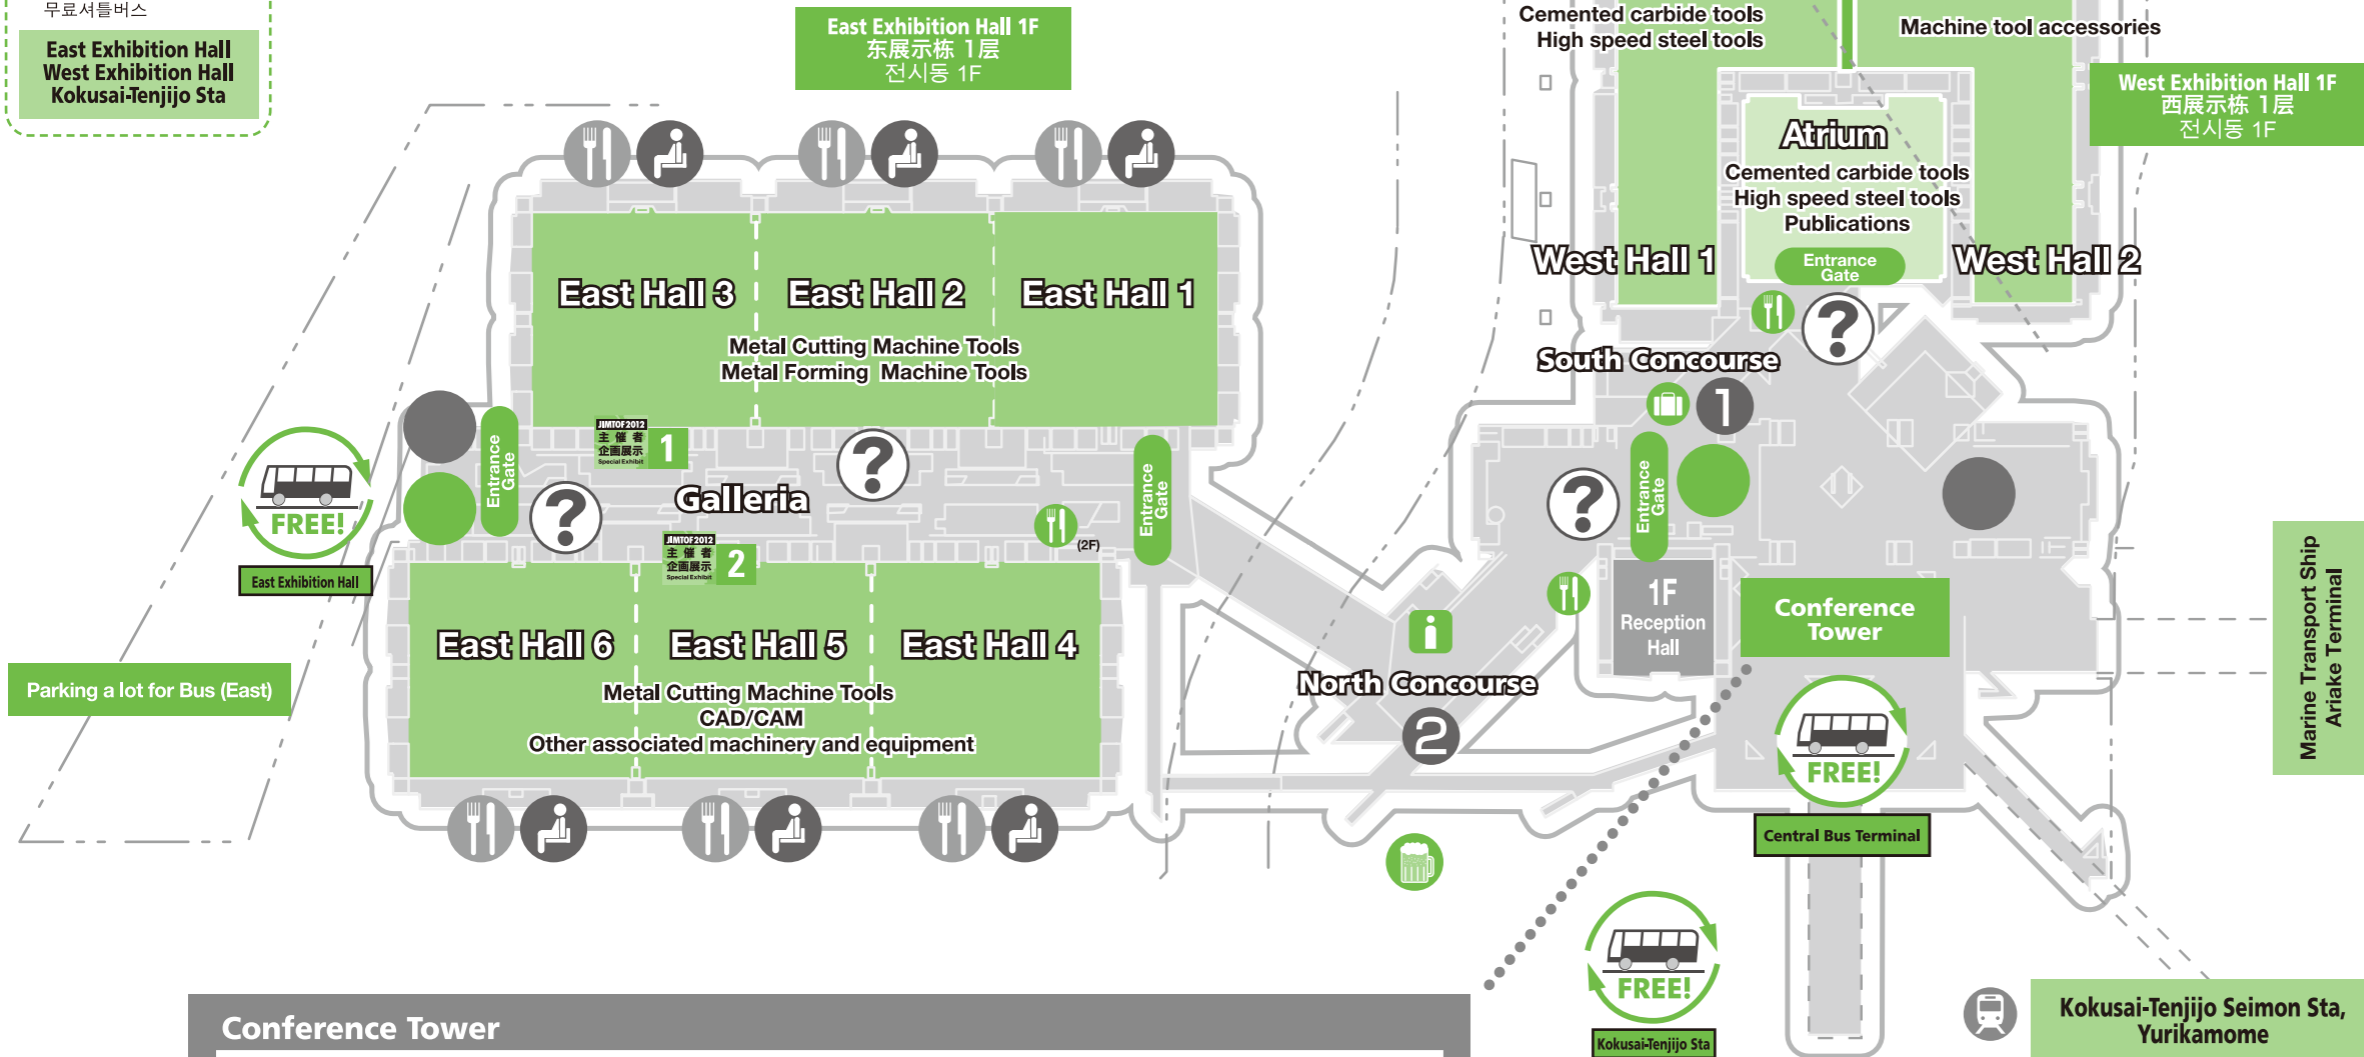 무료셔틀버스
East Exhibition Hall
West Exhibition Hall
Kokusai-Tenjijo Sta
East Exhibition Hall 1F
东展示栋 1层
전시동 1F
Cemented carbide tools
High speed steel tools
Machine tool accessories
West Exhibition Hall 1F
西展示栋 1层
전시동 1F
Atrium
Cemented carbide tools
High speed steel tools
Publications
Entrance
Gate
West Hall 1
West Hall 2
East Hall 3
East Hall 2
East Hall 1
Metal Cutting Machine Tools
Metal Forming Machine Tools
?
South Concourse
1
JIMTOF2012
主催者
企画展示
Special Exhibit
1
Entrance
Gate
?
?
Galleria
Entrance
Gate
?
Entrance
Gate
FREE!
East Exhibition Hall
JIMTOF2012
主催者
企画展示
Special Exhibit
2
(2F)
East Hall 6
East Hall 5
East Hall 4
Metal Cutting Machine Tools
CAD/CAM
Other associated machinery and equipment
Parking a lot for Bus (East)
i
North Concourse
2
1F
Reception
Hall
Conference
Tower
FREE!
Central Bus Terminal
Marine Transport Ship
Ariake Terminal
FREE!
Kokusai-Tenjijo Sta
Kokusai-Tenjijo Seimon Sta,
Yurikamome
Conference Tower